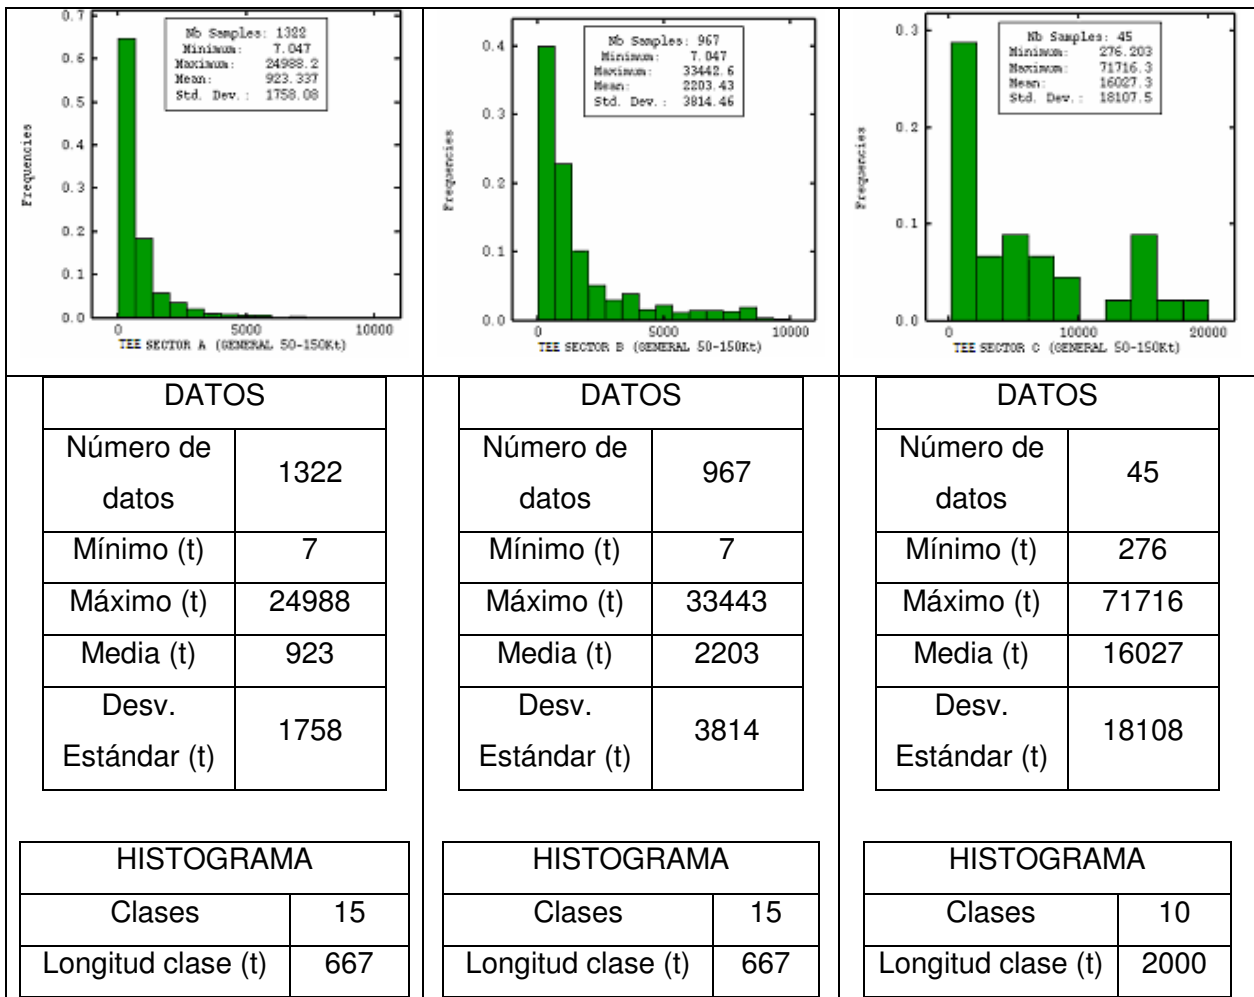 0.7
0.6
0.5
0.4
0.3
0.2
0.1
0.0
Frequencies
Nb Samples: 1322
Minimum: 7.047
Maximum: 24988.2
Mean: 923.337
Std. Dev.: 1758.08
0 5000 10000
TEE SECTOR A (GENERAL 50-150Kt)
0.4
0.3
0.2
0.1
0.0
Frequencies
Nb Samples: 967
Minimum: 7.047
Maximum: 33442.6
Mean: 2203.43
Std. Dev.: 3814.46
0 5000 10000
TEE SECTOR B (GENERAL 50-150Kt)
0.3
0.2
0.1
0.0
Frequencies
Nb Samples: 45
Minimum: 276.203
Maximum: 71716.3
Mean: 16027.3
Std. Dev.: 18107.5
0 10000 20000
TEE SECTOR C (GENERAL 50-150Kt)
DATOS
Número de
datos
1322
Mínimo (t) 7
Máximo (t) 24988
Media (t) 923
Desv.
Estándar (t)
1758
HISTOGRAMA
Clases 15
Longitud clase (t) 667
DATOS
Número de
datos
967
Mínimo (t) 7
Máximo (t) 33443
Media (t) 2203
Desv.
Estándar (t)
3814
HISTOGRAMA
Clases 15
Longitud clase (t) 667
DATOS
Número de
datos
45
Mínimo (t) 276
Máximo (t) 71716
Media (t) 16027
Desv.
Estándar (t)
18108
HISTOGRAMA
Clases 10
Longitud clase (t) 2000